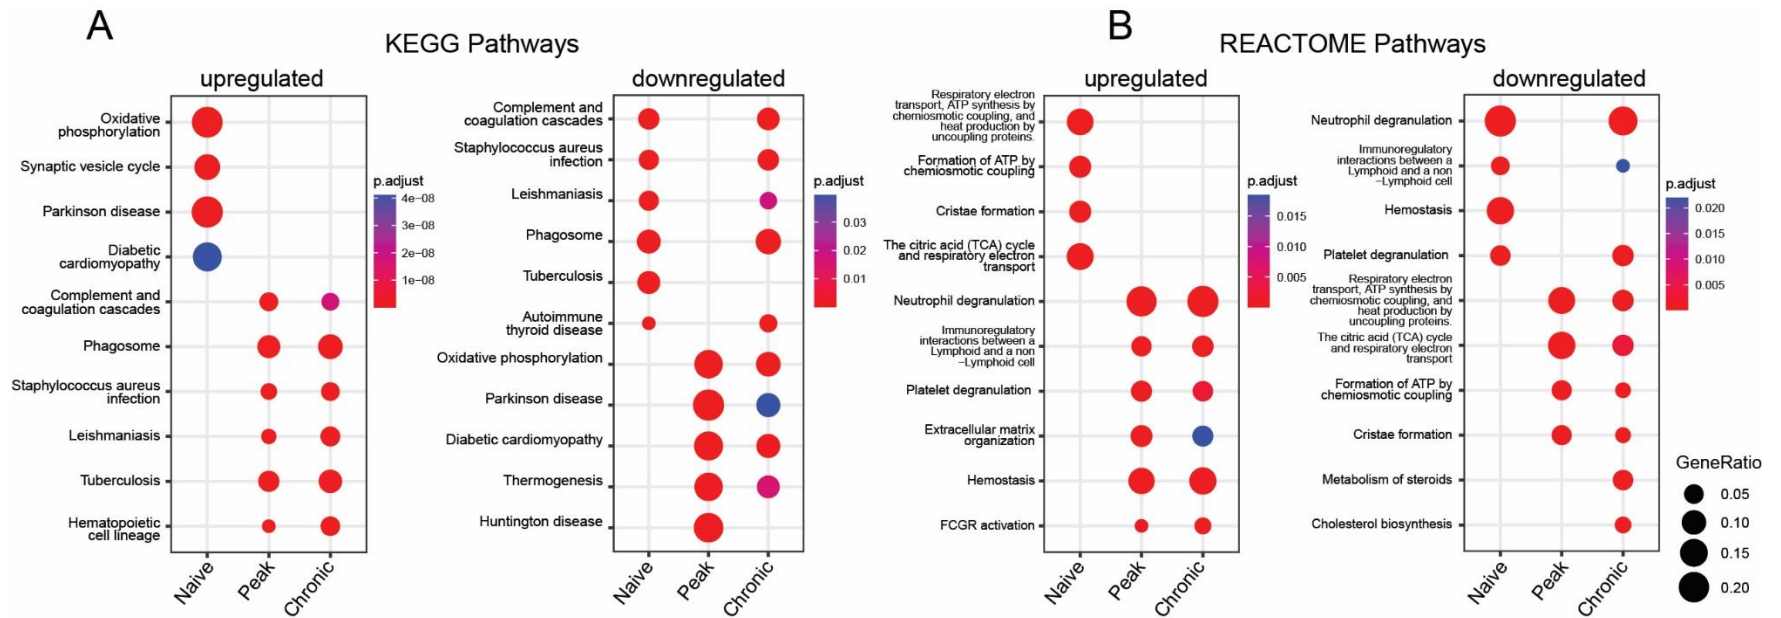 A
KEGG Pathways
upregulated
Oxidative
phosphorylation
Synaptic vesicle cycle
Parkinson disease
Diabetic
cardiomyopathy
Complement and
coagulation cascades
Phagosome
Staphylococcus aureus
infection
Leishmaniasis
Tuberculosis
Hematopoietic
cell lineage
Naive
Peak
Chronic
p.adjust
4e−08
3e−08
2e−08
1e−08
downregulated
Complement and
coagulation cascades
Staphylococcus aureus
infection
Leishmaniasis
Phagosome
Tuberculosis
Autoimmune
thyroid disease
Oxidative phosphorylation
Parkinson disease
Diabetic cardiomyopathy
Thermogenesis
Huntington disease
Naive
Peak
Chronic
p.adjust
0.03
0.02
0.01
B
REACTOME Pathways
upregulated
Respiratory electron
transport, ATP synthesis by
chemiosmotic coupling, and
heat production by
uncoupling proteins.
Formation of ATP by
chemiosmotic coupling
Cristae formation
The citric acid (TCA) cycle
and respiratory electron
transport
Neutrophil degranulation
Immunoregulatory
interactions between a
Lymphoid and a non
−Lymphoid cell
Platelet degranulation
Extracellular matrix
organization
Hemostasis
FCGR activation
Naive
Peak
Chronic
p.adjust
0.015
0.010
0.005
downregulated
Neutrophil degranulation
Immunoregulatory
interactions between a
Lymphoid and a non
−Lymphoid cell
Hemostasis
Platelet degranulation
Respiratory electron
transport, ATP synthesis by
chemiosmotic coupling, and
heat production by
uncoupling proteins.
The citric acid (TCA) cycle
and respiratory electron
transport
Formation of ATP by
chemiosmotic coupling
Cristae formation
Metabolism of steroids
Cholesterol biosynthesis
Naive
Peak
Chronic
p.adjust
0.020
0.015
0.010
0.005
GeneRatio
0.05
0.10
0.15
0.20